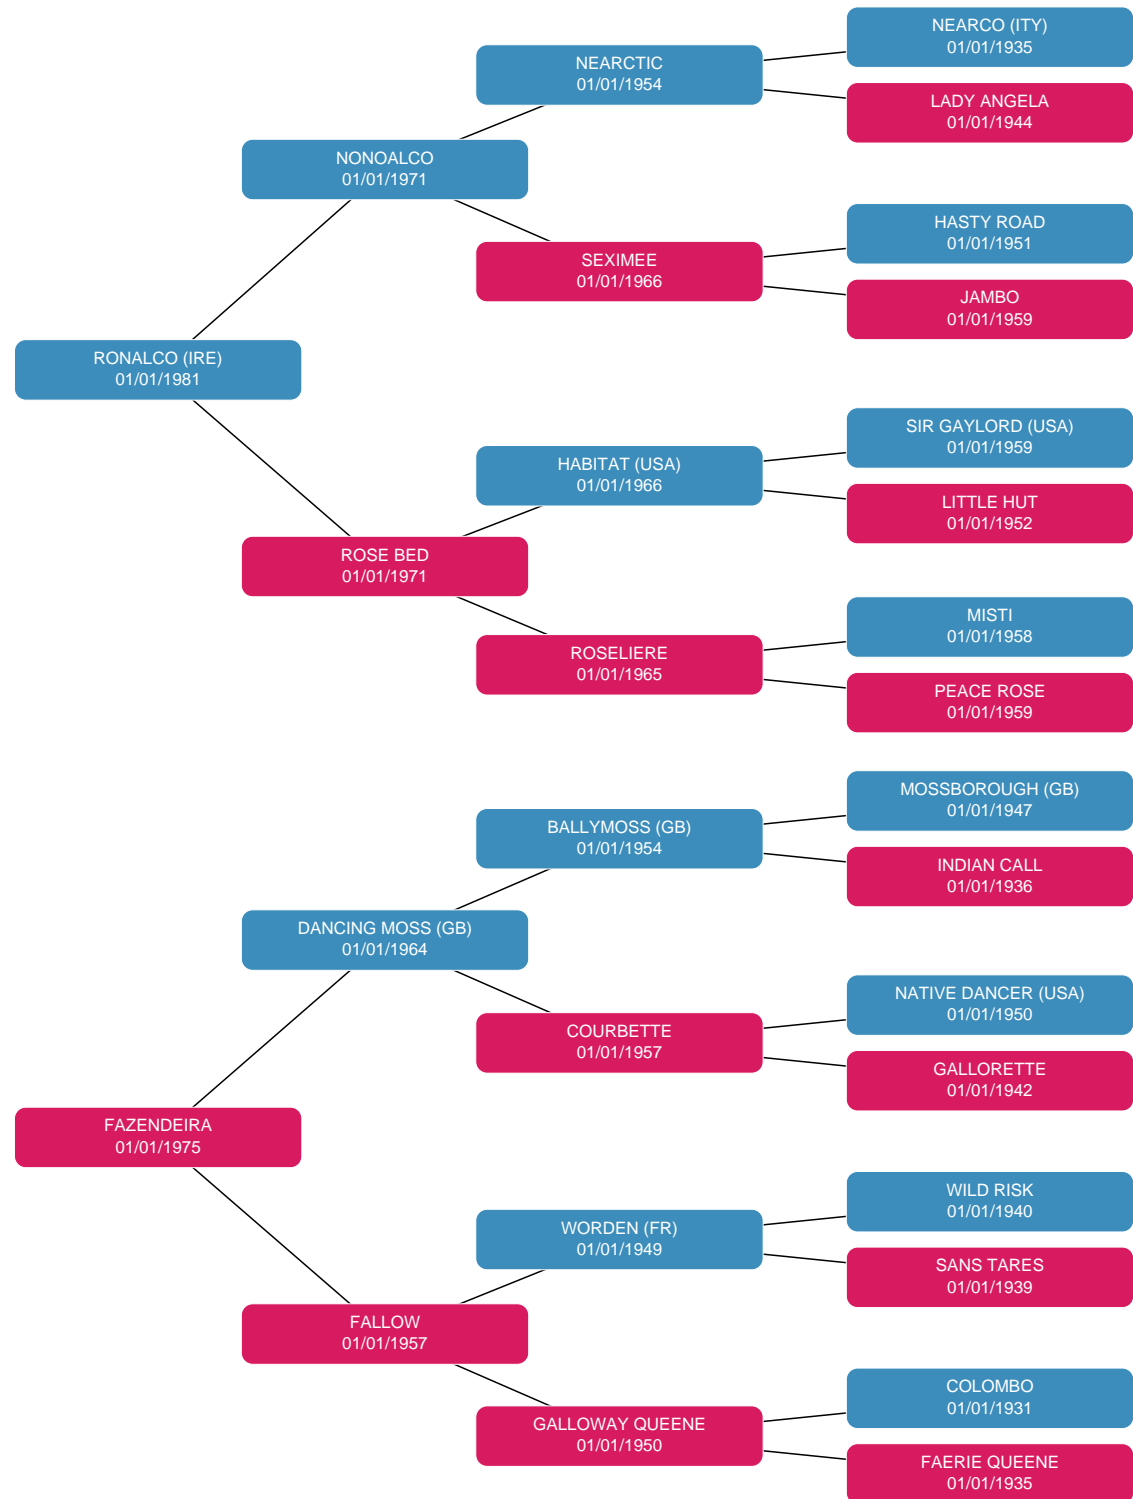 NEARCO (ITY)
01/01/1935
NEARCTIC
01/01/1954
LADY ANGELA
01/01/1944
NONOALCO
01/01/1971
HASTY ROAD
01/01/1951
SEXIMEE
01/01/1966
JAMBO
01/01/1959
RONALCO (IRE)
01/01/1981
SIR GAYLORD (USA)
01/01/1959
HABITAT (USA)
01/01/1966
LITTLE HUT
01/01/1952
ROSE BED
01/01/1971
MISTI
01/01/1958
ROSELIERE
01/01/1965
PEACE ROSE
01/01/1959
MOSSBOROUGH (GB)
01/01/1947
BALLYMOSS (GB)
01/01/1954
INDIAN CALL
01/01/1936
DANCING MOSS (GB)
01/01/1964
NATIVE DANCER (USA)
01/01/1950
COURBETTE
01/01/1957
GALLORETTE
01/01/1942
FAZENDEIRA
01/01/1975
WILD RISK
01/01/1940
WORDEN (FR)
01/01/1949
SANS TARES
01/01/1939
FALLOW
01/01/1957
COLOMBO
01/01/1931
GALLOWAY QUEENE
01/01/1950
FAERIE QUEENE
01/01/1935